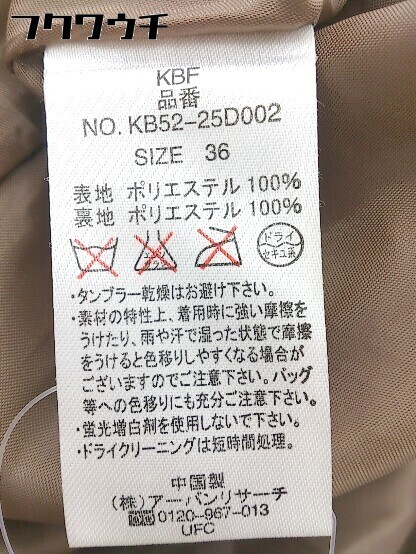 フクワウチ
KBF
品番
NO. KB52-25D002
SIZE 36
表地 ポリエステル 100%
裏地 ポリエステル 100%
エンソ サラシ ドライ
セキユ系
・タンブラー乾燥はお避け下さい。
・素材の特性上、着用時に強い摩擦を
うけたり、雨や汗で湿った状態で摩擦
をうけると色移りしやすくなる場合が
ございますのでご注意下さい。バッグ
等への色移りにも充分ご注意下さい。
・蛍光増白剤を使用しないで下さい。
・ドライクリーニングは短時間処理。
中国製
(株)アーバンリサーチ
0120-967-013
UFC